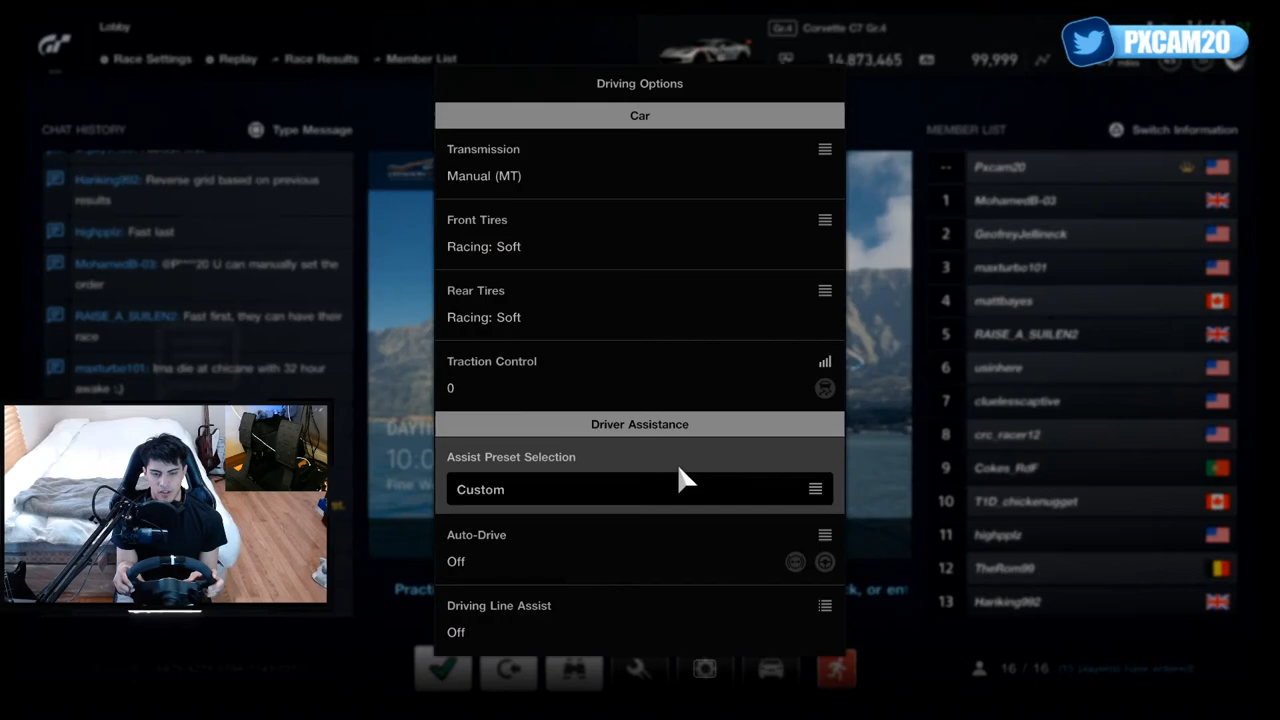 Lobby
Gr.4 Corvette C7 Gr.4
PXCAM20
Race Settings Replay Race Results Member List
14,873,465
99,999
Driving Options
Car
CHAT HISTORY
Type Message
MEMBER LIST
Switch Information
Transmission
Manual (MT)
Front Tires
Racing: Soft
Rear Tires
Racing: Soft
Traction Control
0
Driver Assistance
Assist Preset Selection
Custom
Auto-Drive
Off
Driving Line Assist
Off
Hariking992: Reverse grid based on previous
results
highpplz: Fast last
MohamedB-03: @P****20 U can manually set the
order
RAISE_A_SUILEN2: Fast first, they can have their
race
maxturbo101: Ima die at chicane with 32 hour
awake :)
-- Pxcam20
1 MohamedB-03
2 GeofreyJellineck
3 maxturbo101
4 mattbayes
5 RAISE_A_SUILEN2
6 usinhere
7 cluelesscaptive
8 crc_racer12
9 Cokes_RdF
10 T1D_chickenugget
11 highpplz
12 TheRom99
13 Hariking992
10.0
16 / 16